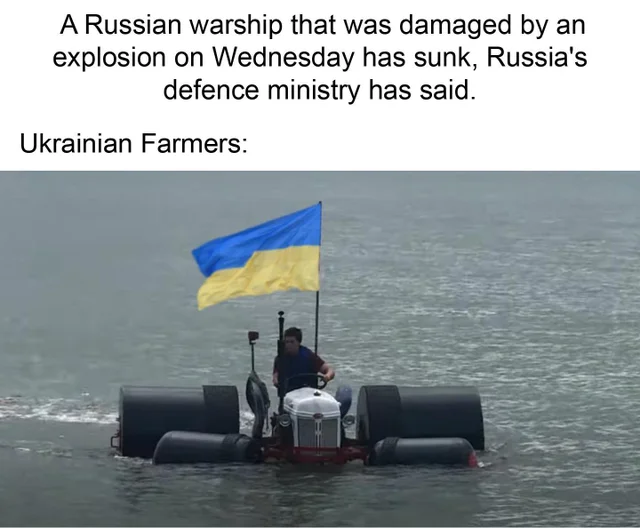 A Russian warship that was damaged by an
explosion on Wednesday has sunk, Russia's
defence ministry has said.
Ukrainian Farmers: